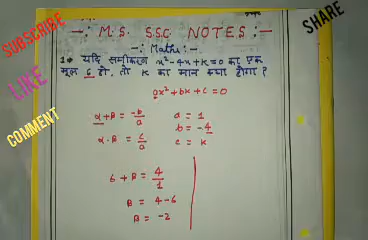 SUBSCRIBE
LIKE
COMMENT
SHARE
-: M.S. SSC NOTES :-
-: Maths :-
1● यदि समीकरण x²-4x+k=0 का एक
मूल 6 हो, तो K का मान क्या होगा ?
ax²+bx+c=0
α+B = -b/a
a = 1
b = -4
α·B = c/a
c = k
6+B = 4/1
B = 4-6
B = -2